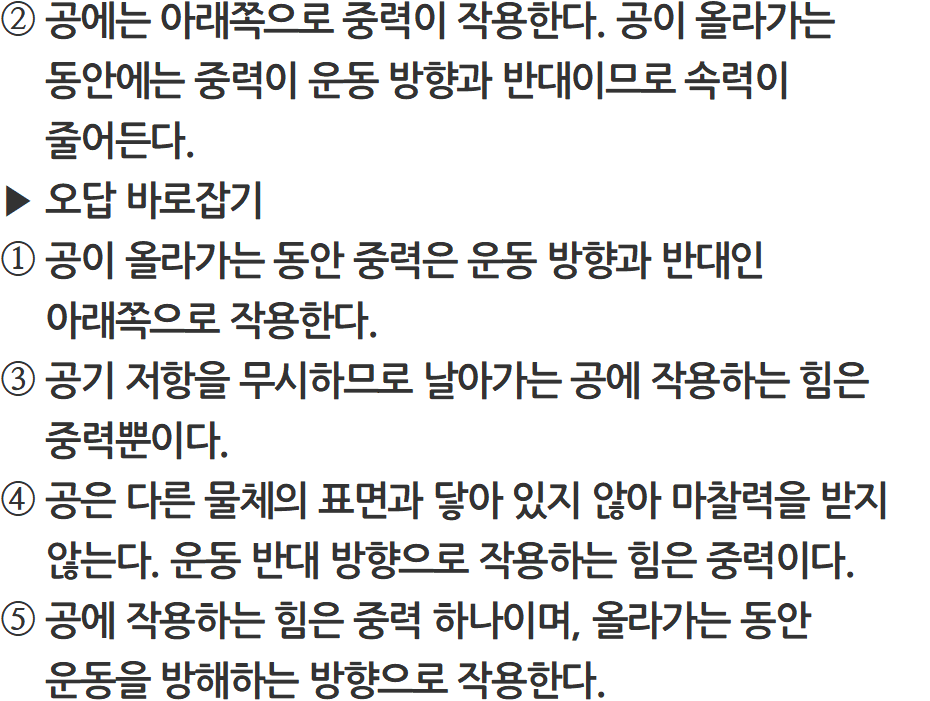 ② 공에는 아래쪽으로 중력이 작용한다. 공이 올라가는
동안에는 중력이 운동 방향과 반대이므로 속력이
줄어든다.
▶ 오답 바로잡기
① 공이 올라가는 동안 중력은 운동 방향과 반대인
아래쪽으로 작용한다.
③ 공기 저항을 무시하므로 날아가는 공에 작용하는 힘은
중력뿐이다.
④ 공은 다른 물체의 표면과 닿아 있지 않아 마찰력을 받지
않는다. 운동 반대 방향으로 작용하는 힘은 중력이다.
⑤ 공에 작용하는 힘은 중력 하나이며, 올라가는 동안
운동을 방해하는 방향으로 작용한다.